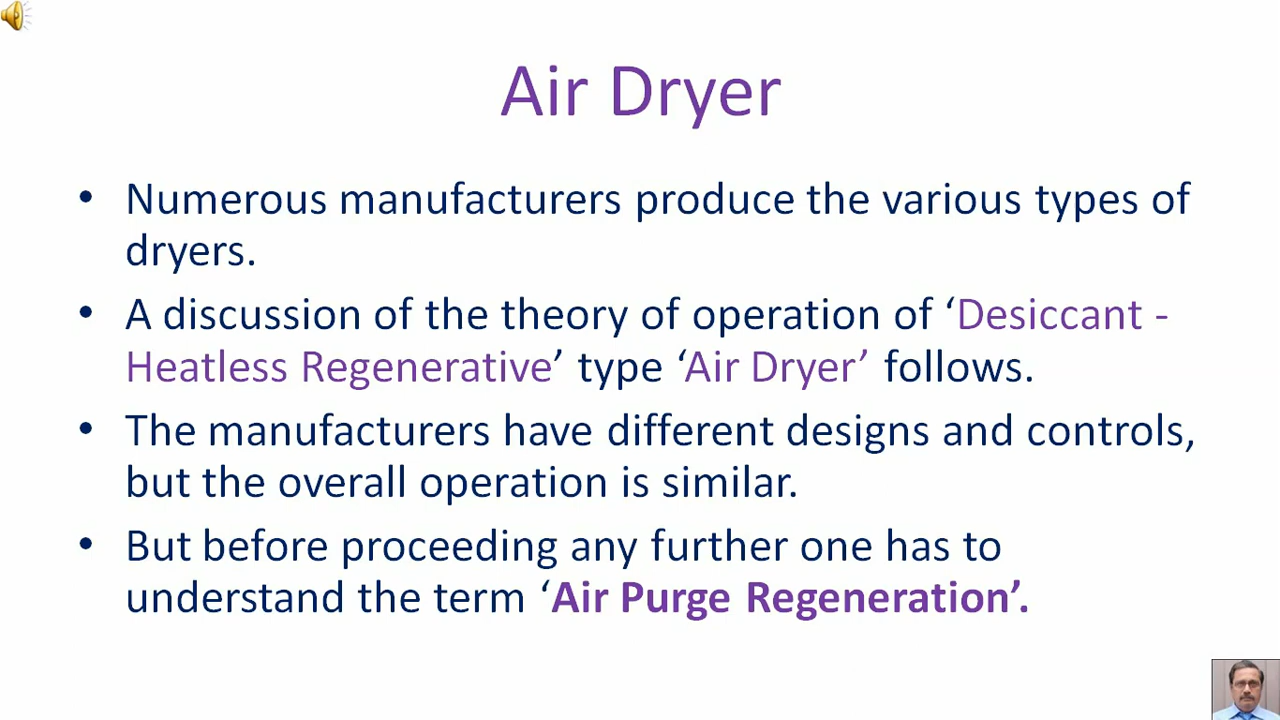 Air Dryer
• Numerous manufacturers produce the various types of
dryers.
• A discussion of the theory of operation of ‘Desiccant -
Heatless Regenerative’ type ‘Air Dryer’ follows.
• The manufacturers have different designs and controls,
but the overall operation is similar.
• But before proceeding any further one has to
understand the term ‘Air Purge Regeneration’.